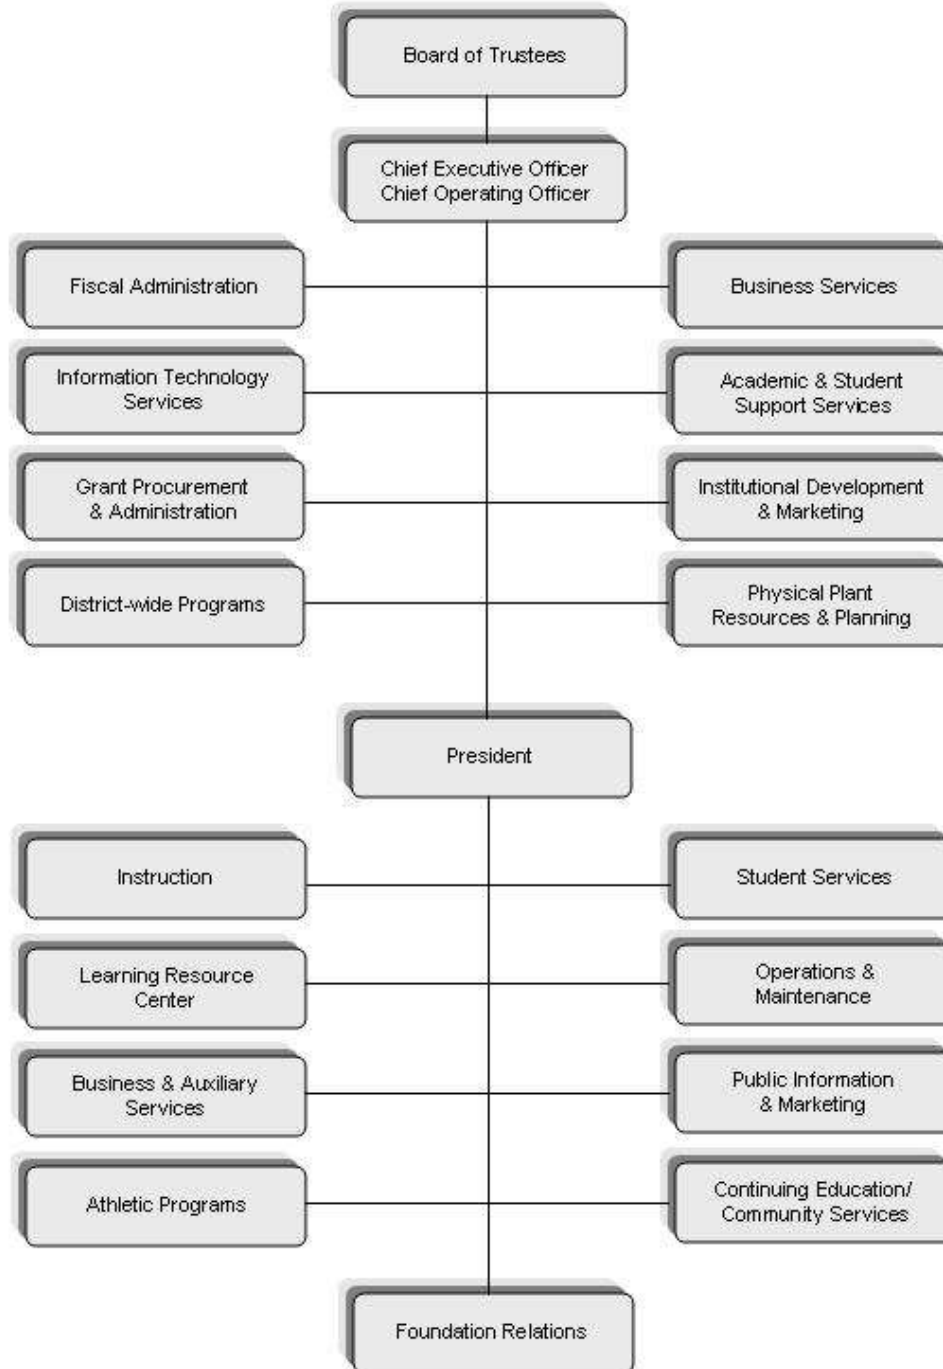 Board of Trustees
Chief Executive Officer
Chief Operating Officer
Fiscal Administration
Business Services
Information Technology
Services
Academic & Student
Support Services
Grant Procurement
& Administration
Institutional Development
& Marketing
District-wide Programs
Physical Plant
Resources & Planning
President
Instruction
Student Services
Learning Resource
Center
Operations &
Maintenance
Business & Auxiliary
Services
Public Information
& Marketing
Athletic Programs
Continuing Education/
Community Services
Foundation Relations